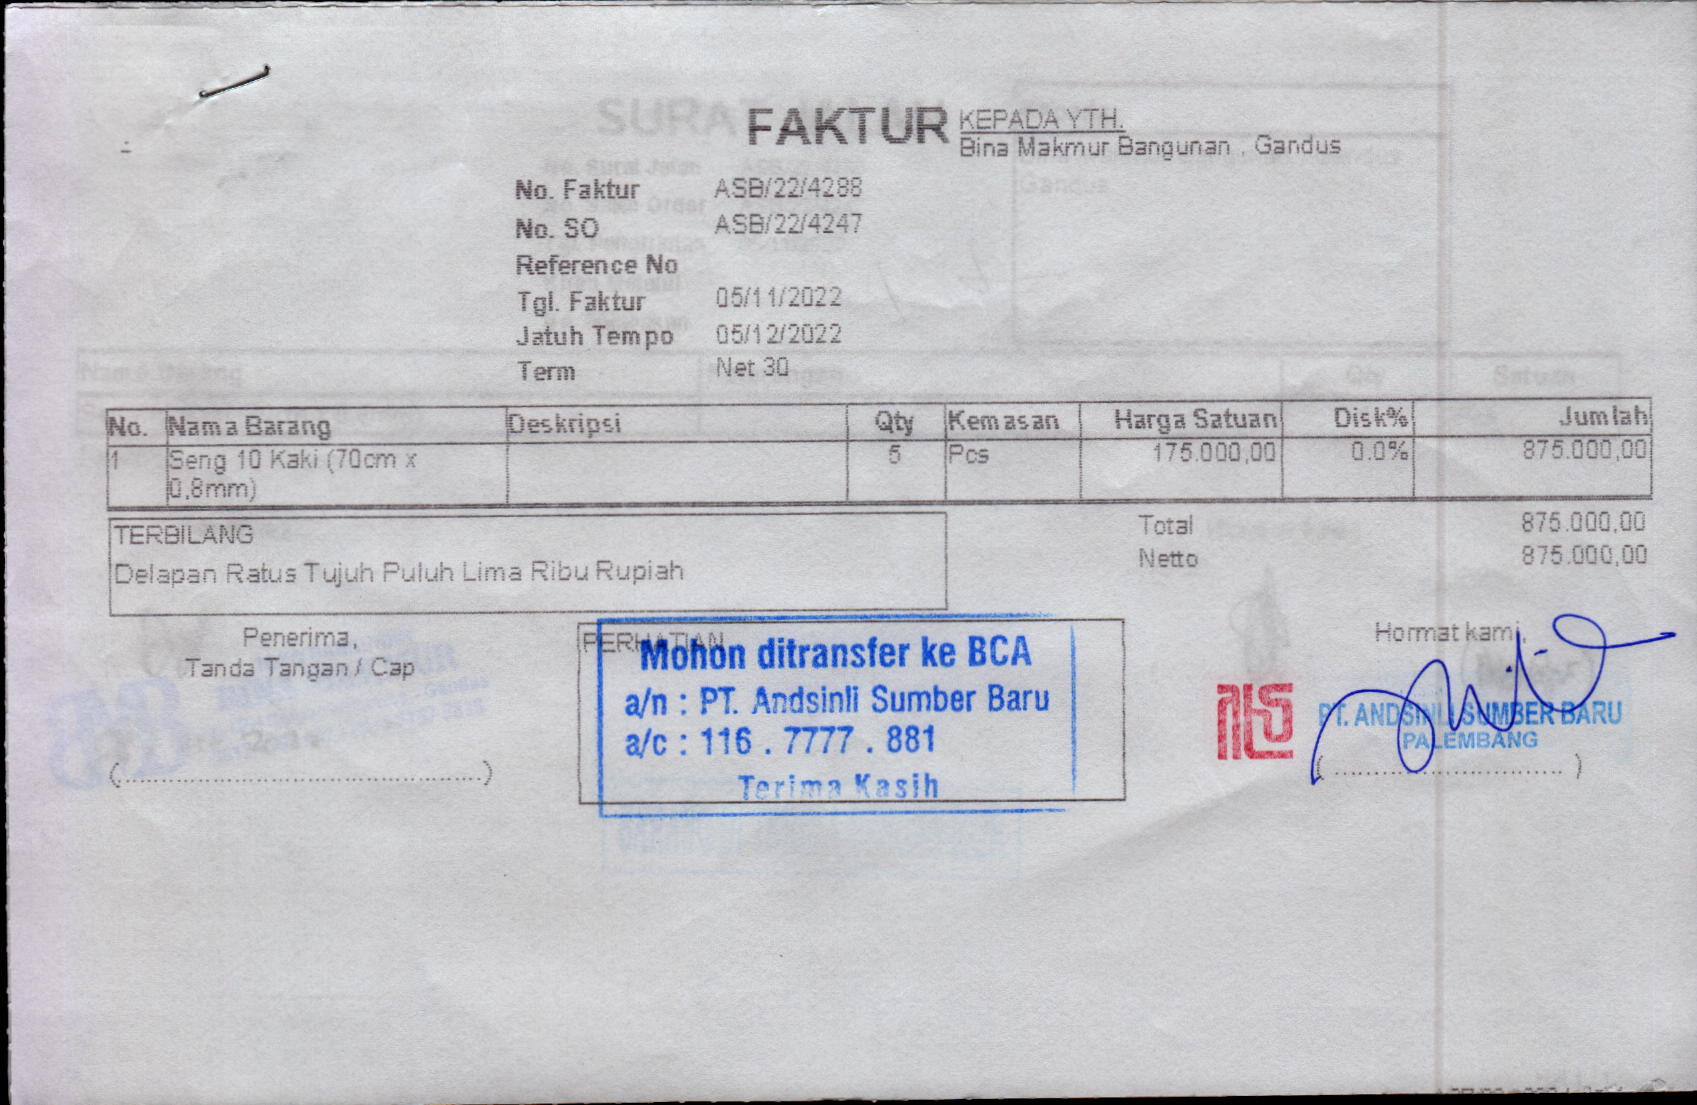 FAKTUR
KEPADA YTH.
Bina Makmur Bangunan , Gandus
No. Faktur ASB/22/4288
No. SO ASB/22/4247
Reference No
Tgl. Faktur 05/11/2022
Jatuh Tempo 05/12/2022
Term Net 30
No. Nama Barang Deskripsi Qty Kemasan Harga Satuan Disk% Jumlah
1 Seng 10 Kaki (70cm x 5 Pcs 175.000,00 0.0% 875.000,00
0,8mm)
TERBILANG
Delapan Ratus Tujuh Puluh Lima Ribu Rupiah
Total 875.000,00
Netto 875.000,00
Penerima,
Tanda Tangan / Cap
(................................................)
PERHATIAN
Mohon ditransfer ke BCA
a/n : PT. Andsinli Sumber Baru
a/c : 116 . 7777 . 881
Terima Kasih
Hormat kami,
PT. ANDSINLI SUMBER BARU
PALEMBANG
( ............................... )